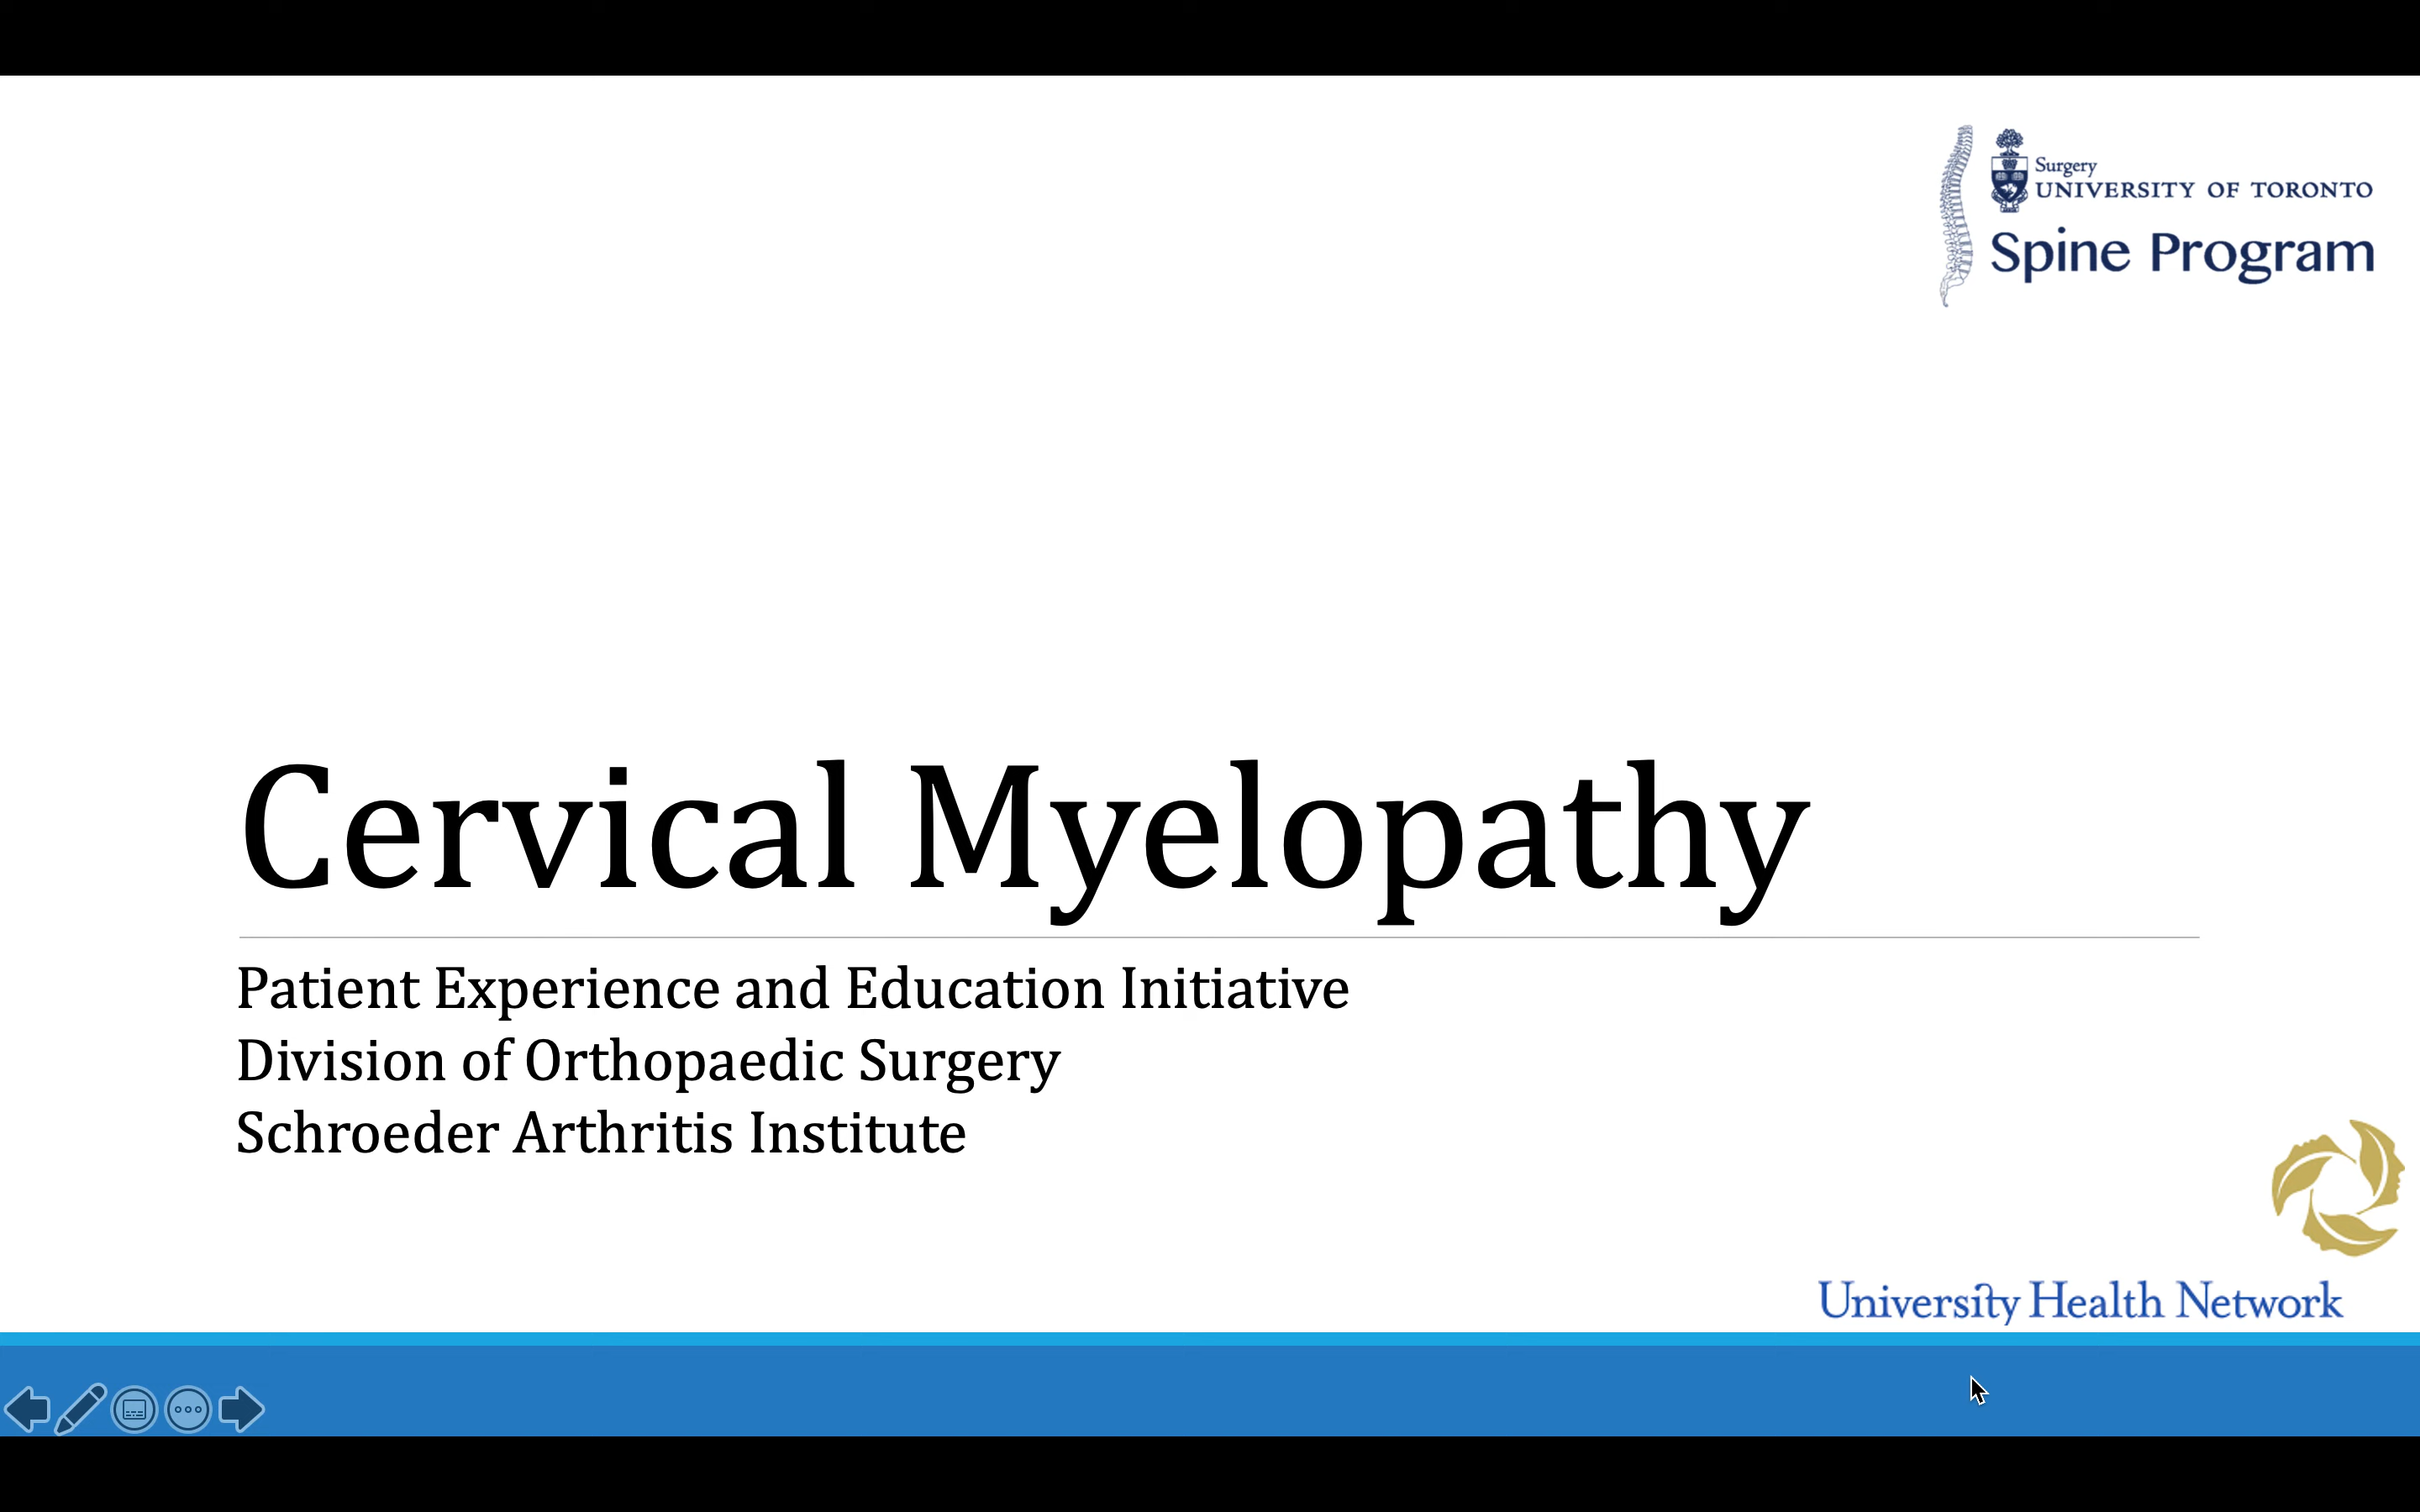 Surgery
UNIVERSITY OF TORONTO
Spine Program
Cervical Myelopathy
Patient Experience and Education Initiative
Division of Orthopaedic Surgery
Schroeder Arthritis Institute
University Health Network